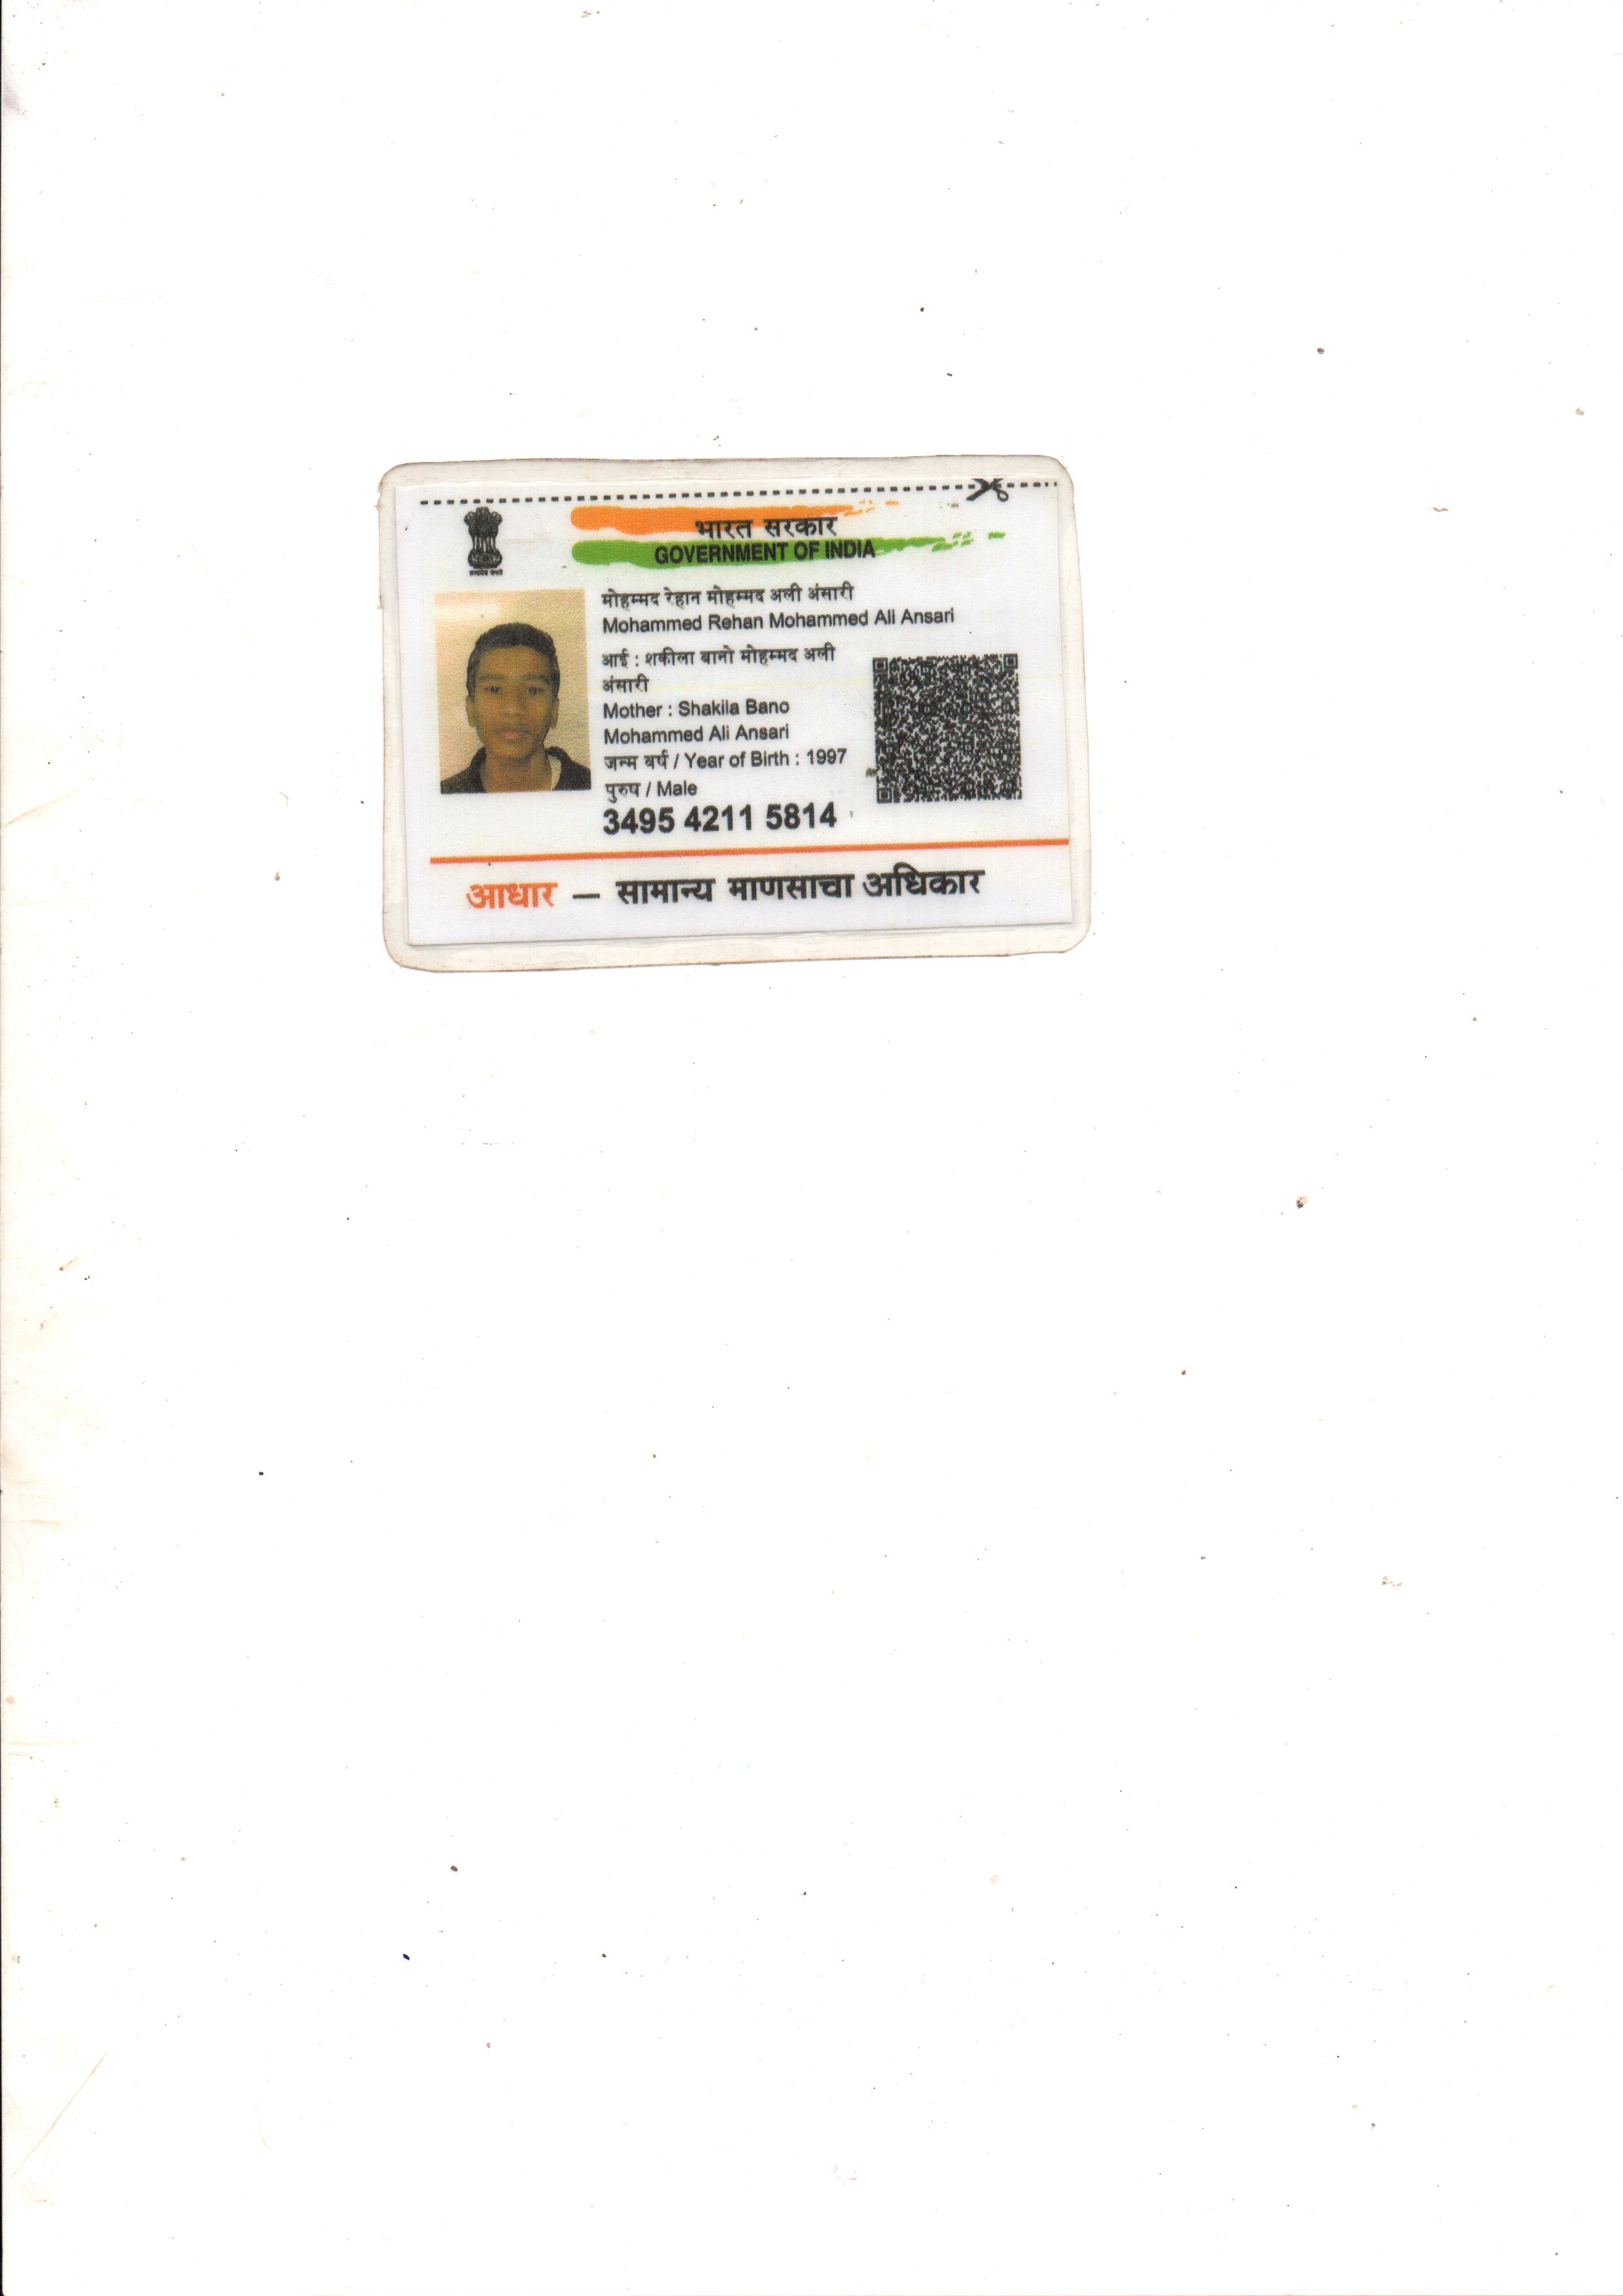 भारत सरकार
GOVERNMENT OF INDIA
मोहम्मद रेहान मोहम्मद अली अंसारी
Mohammed Rehan Mohammed Ali Ansari
आई : शकीला बानो मोहम्मद अली
अंसारी
Mother : Shakila Bano
Mohammed Ali Ansari
जन्म वर्ष / Year of Birth : 1997
पुरुष / Male
3495 4211 5814
आधार – सामान्य माणसाचा अधिकार